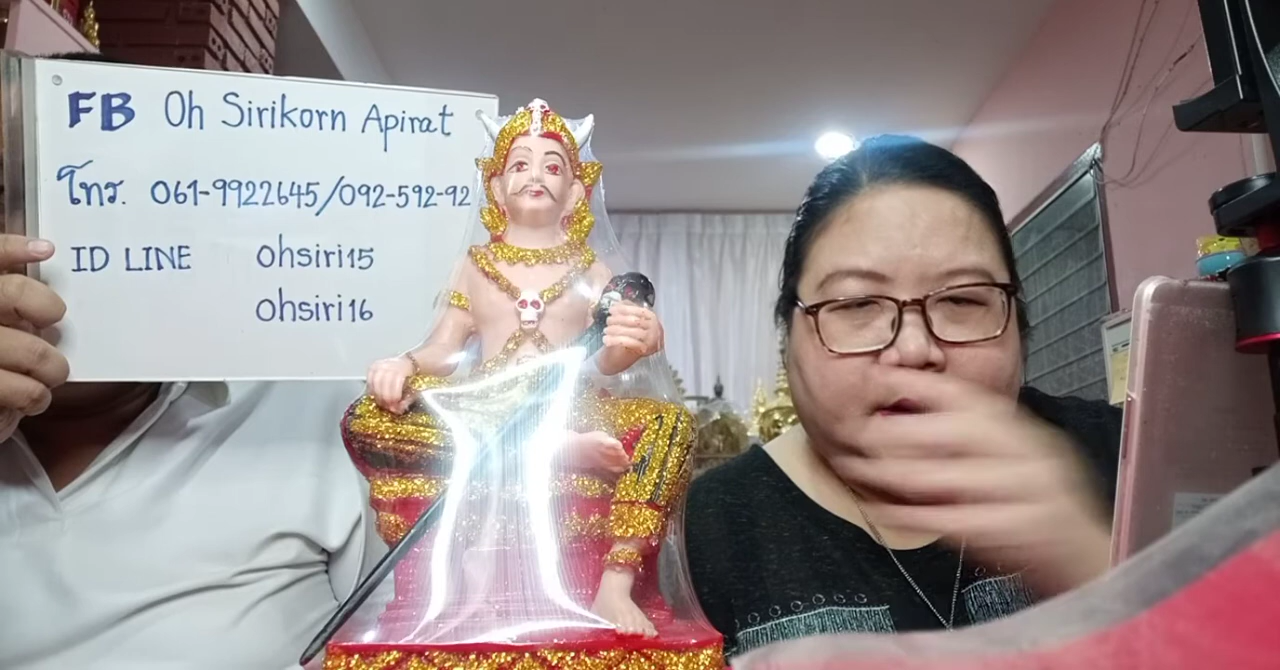 FB Oh Sirikorn Apirat
โทร. 061-9922645/092-592-92
ID LINE ohsiri15
ohsiri16